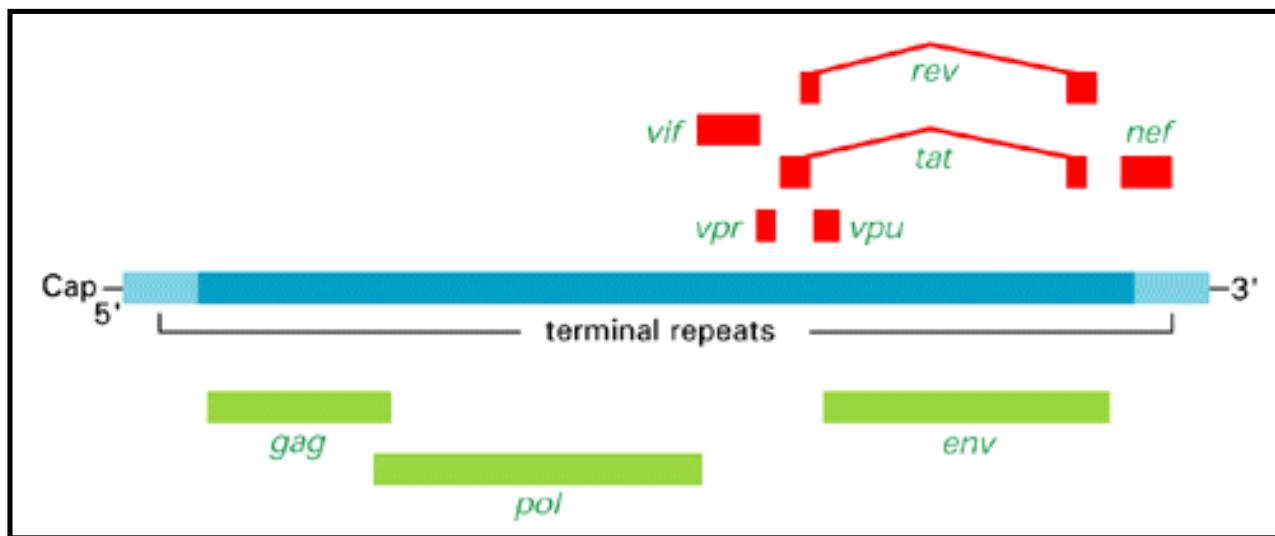 rev
vif
nef
tat
vpr
vpu
Cap
5'
3'
terminal repeats
gag
env
pol